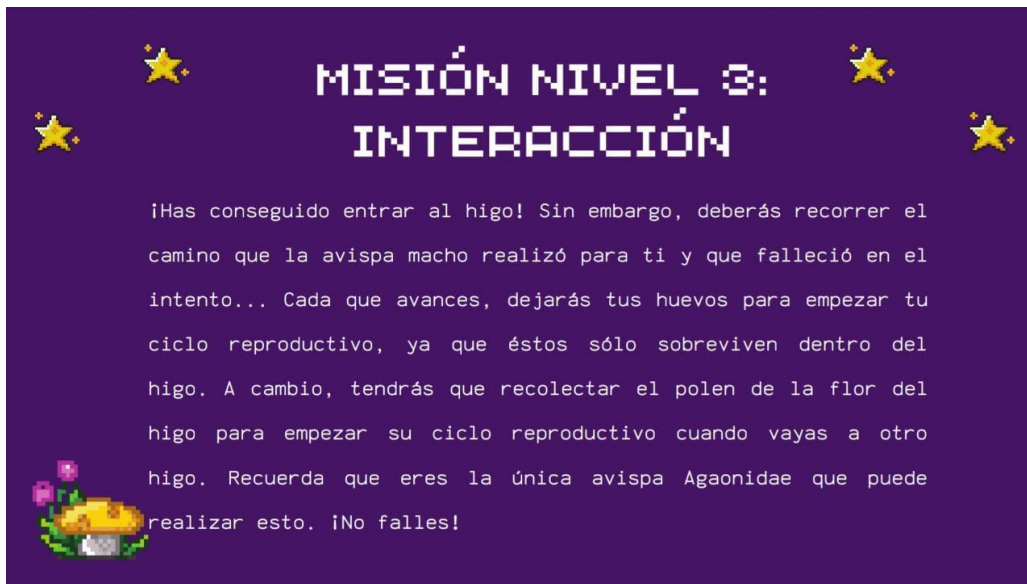 MISIÓN NIVEL 3:
INTERACCIÓN
¡Has conseguido entrar al higo! Sin embargo, deberás recorrer el
camino que la avispa macho realizó para ti y que falleció en el
intento... Cada que avances, dejarás tus huevos para empezar tu
ciclo reproductivo, ya que éstos sólo sobreviven dentro del
higo. A cambio, tendrás que recolectar el polen de la flor del
higo para empezar su ciclo reproductivo cuando vayas a otro
higo. Recuerda que eres la única avispa Agaonidae que puede
realizar esto. ¡No falles!